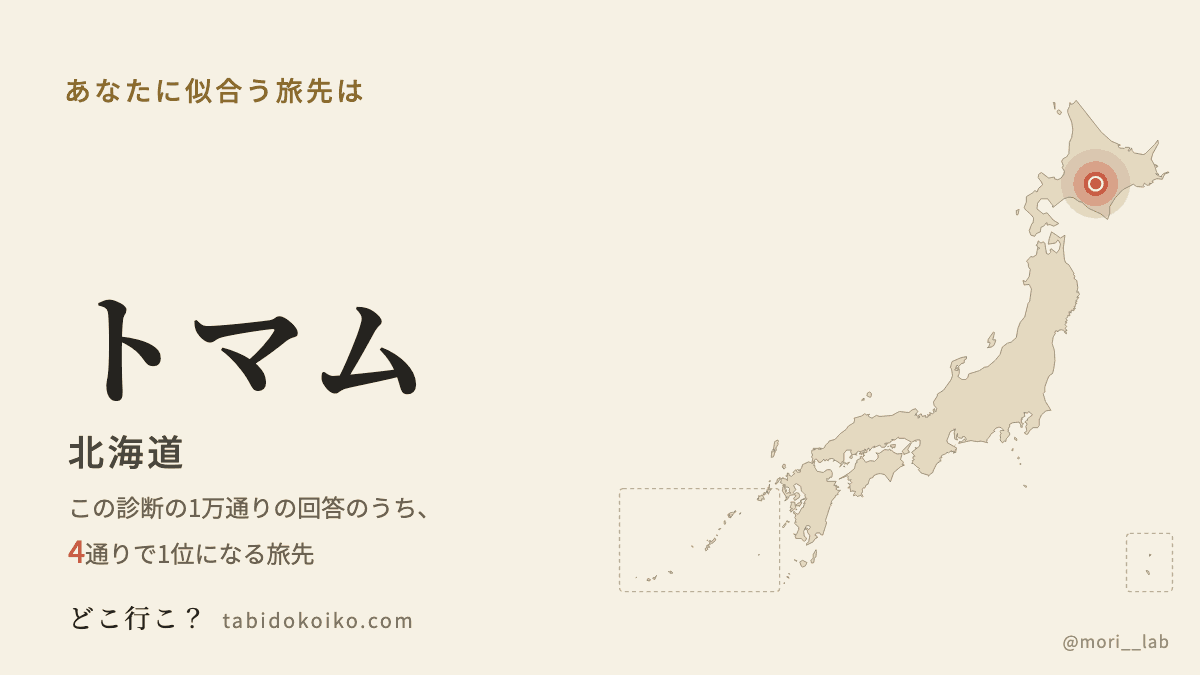 あなたに似合う旅先は
トマム
北海道
この診断の1万通りの回答のうち、
4通りで1位になる旅先
どこ行こ？ tabidokoiko.com
@mori__lab